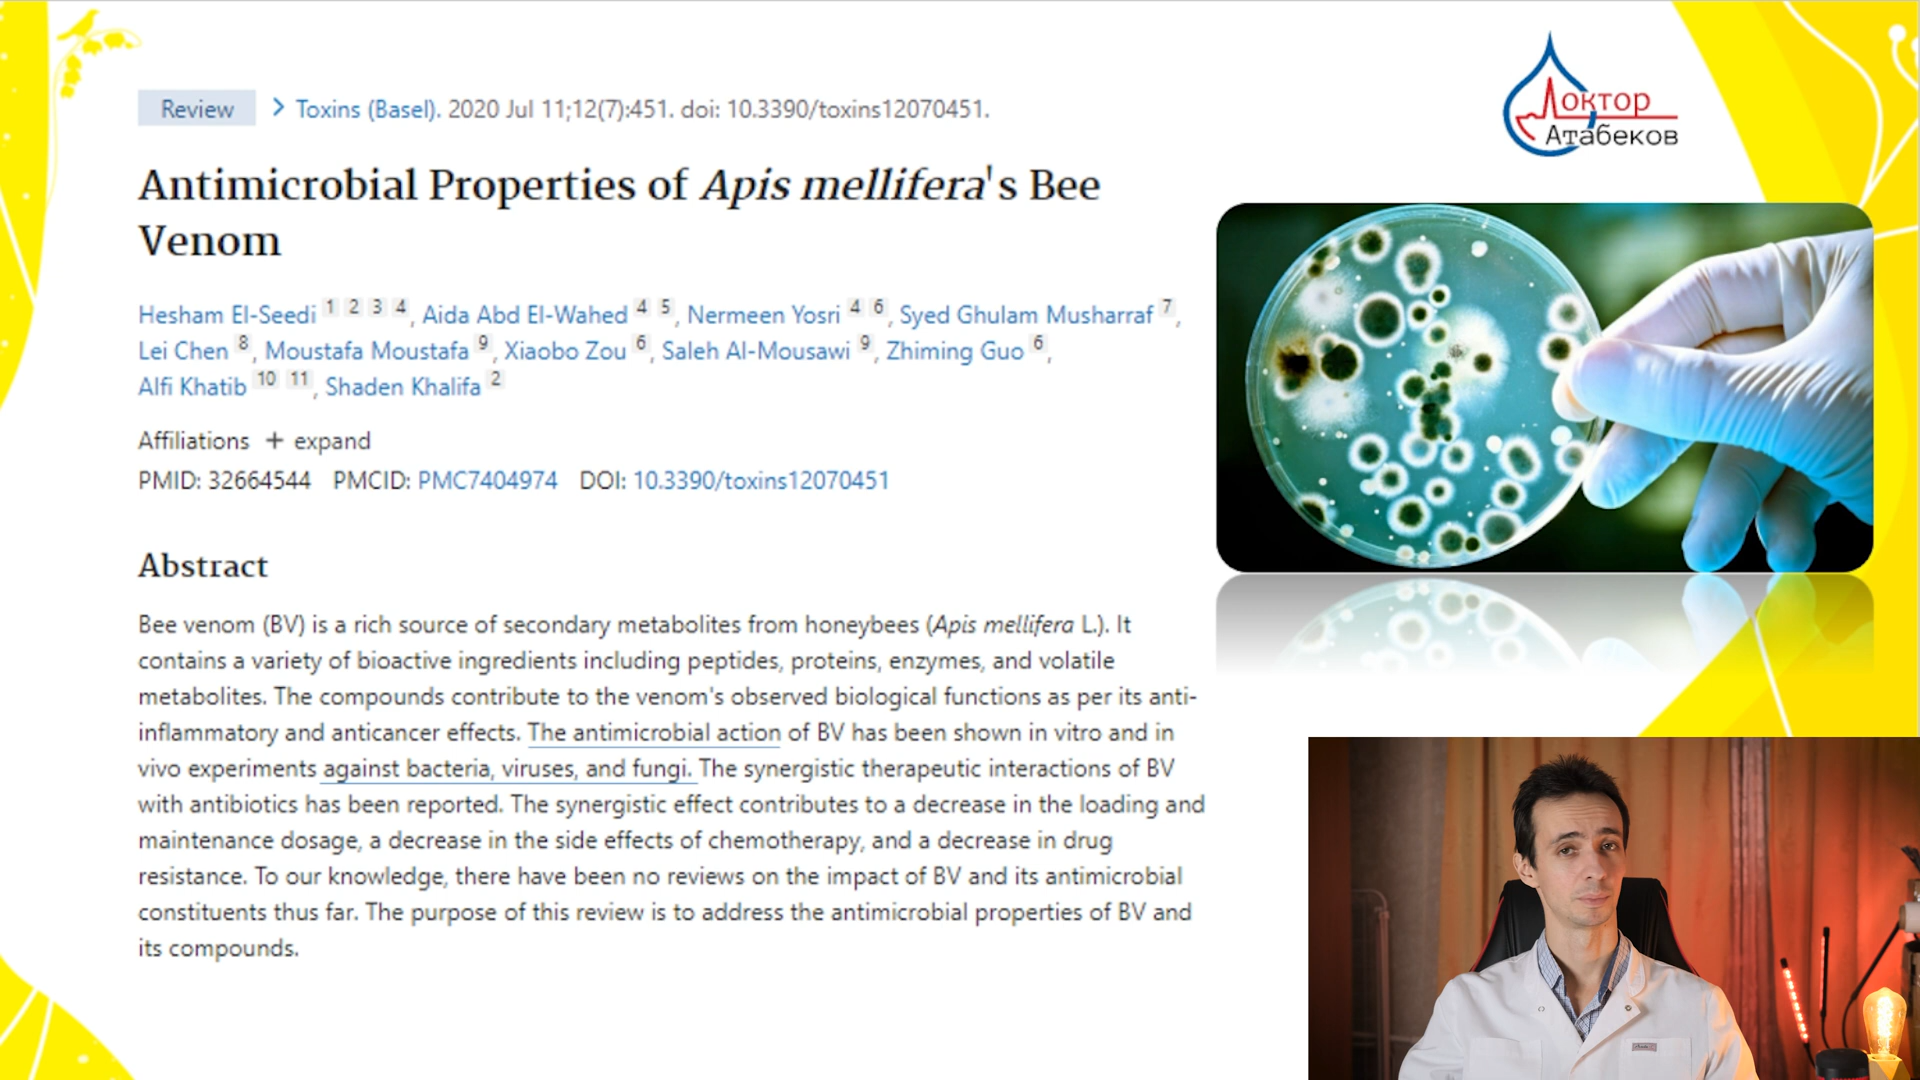 Review > Toxins (Basel). 2020 Jul 11;12(7):451. doi: 10.3390/toxins12070451.
Доктор
Атабеков
Antimicrobial Properties of Apis mellifera's Bee
Venom
Hesham El-Seedi 1 2 3 4, Aida Abd El-Wahed 4 5, Nermeen Yosri 4 6, Syed Ghulam Musharraf 7,
Lei Chen 8, Moustafa Moustafa 9, Xiaobo Zou 6, Saleh Al-Mousawi 9, Zhiming Guo 6,
Alfi Khatib 10 11, Shaden Khalifa 2
Affiliations + expand
PMID: 32664544 PMCID: PMC7404974 DOI: 10.3390/toxins12070451
Abstract
Bee venom (BV) is a rich source of secondary metabolites from honeybees (Apis mellifera L.). It
contains a variety of bioactive ingredients including peptides, proteins, enzymes, and volatile
metabolites. The compounds contribute to the venom's observed biological functions as per its anti-
inflammatory and anticancer effects. The antimicrobial action of BV has been shown in vitro and in
vivo experiments against bacteria, viruses, and fungi. The synergistic therapeutic interactions of BV
with antibiotics has been reported. The synergistic effect contributes to a decrease in the loading and
maintenance dosage, a decrease in the side effects of chemotherapy, and a decrease in drug
resistance. To our knowledge, there have been no reviews on the impact of BV and its antimicrobial
constituents thus far. The purpose of this review is to address the antimicrobial properties of BV and
its compounds.